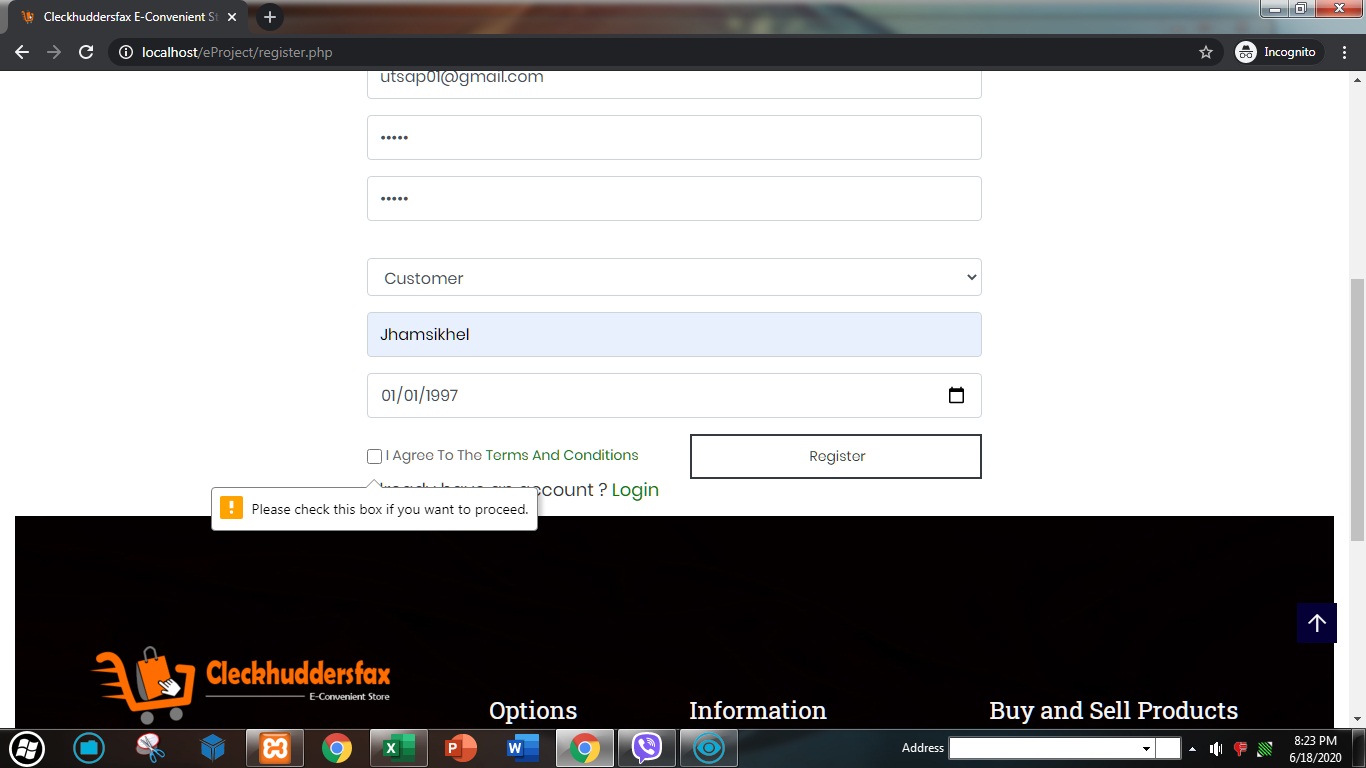 Cleckhuddersfax E-Convenient St
localhost/eProject/register.php
Incognito
utsap01@gmail.com
•••••
•••••
Customer
Jhamsikhel
01/01/1997
I Agree To The Terms And Conditions
Register
account ? Login
Please check this box if you want to proceed.
Cleckhuddersfax
E-Convenient Store
Options
Information
Buy and Sell Products
Address
8:23 PM
6/18/2020